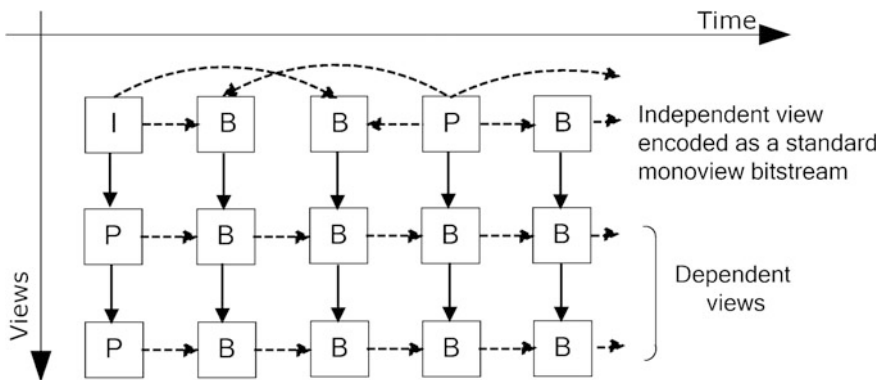 Time
I B B P B
Independent view
encoded as a standard
monoview bitstream
P B B B B
Dependent
views
P B B B B
Views